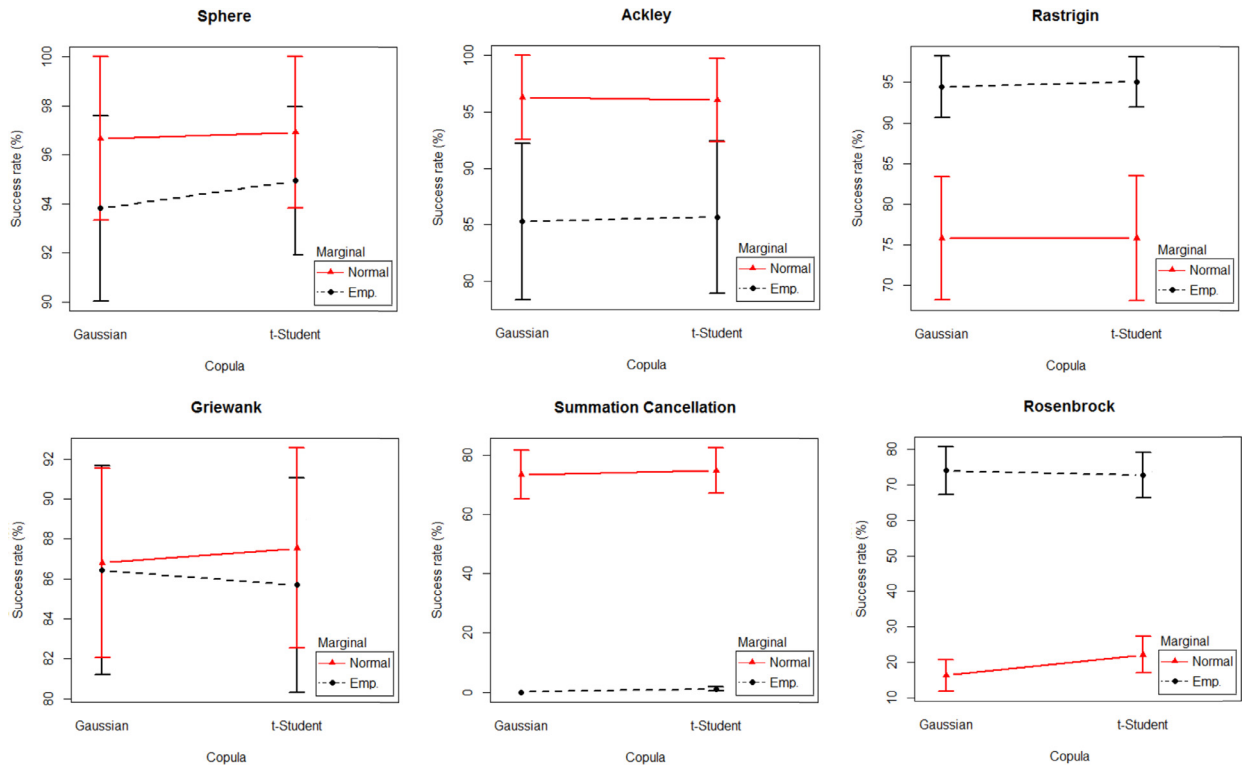 Sphere
Success rate (%)
100
98
96
94
92
90
Marginal
Normal
Emp.
Gaussian
t-Student
Copula
Ackley
Success rate (%)
100
95
90
85
80
Marginal
Normal
Emp.
Gaussian
t-Student
Copula
Rastrigin
Success rate (%)
95
90
85
80
75
70
Marginal
Normal
Emp.
Gaussian
t-Student
Copula
Griewank
Success rate (%)
92
90
88
86
84
82
80
Marginal
Normal
Emp.
Gaussian
t-Student
Copula
Summation Cancellation
Success rate (%)
80
60
40
20
0
Marginal
Normal
Emp.
Gaussian
t-Student
Copula
Rosenbrock
Success rate (%)
80
70
60
50
40
30
20
10
Marginal
Normal
Emp.
Gaussian
t-Student
Copula